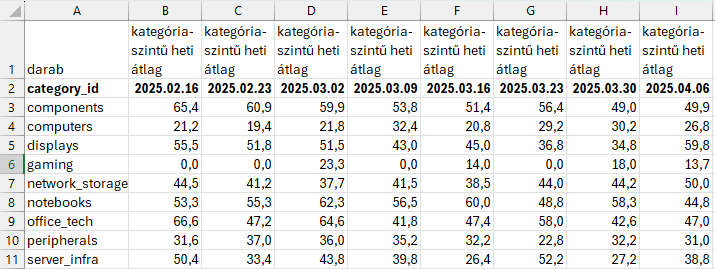 A B C D E F G H I
kategória- kategória- kategória- kategória- kategória- kategória- kategória- kategória-
szintű heti szintű heti szintű heti szintű heti szintű heti szintű heti szintű heti szintű heti
1 darab átlag átlag átlag átlag átlag átlag átlag átlag
2 category_id 2025.02.16 2025.02.23 2025.03.02 2025.03.09 2025.03.16 2025.03.23 2025.03.30 2025.04.06
3 components 65,4 60,9 59,9 53,8 51,4 56,4 49,0 49,9
4 computers 21,2 19,4 21,8 32,4 20,8 29,2 30,2 26,8
5 displays 55,5 51,8 51,5 43,0 45,0 36,8 34,8 59,8
6 gaming 0,0 0,0 23,3 0,0 14,0 0,0 18,0 13,7
7 network_storage 44,5 41,2 37,7 41,5 38,5 44,0 44,2 50,0
8 notebooks 53,3 55,3 62,3 56,5 60,0 48,8 58,3 44,8
9 office_tech 66,6 47,2 64,6 41,8 47,4 58,0 42,6 47,0
10 peripherals 31,6 37,0 36,0 35,2 32,2 22,8 32,2 31,0
11 server_infra 50,4 33,4 43,8 39,8 26,4 52,2 27,2 38,8